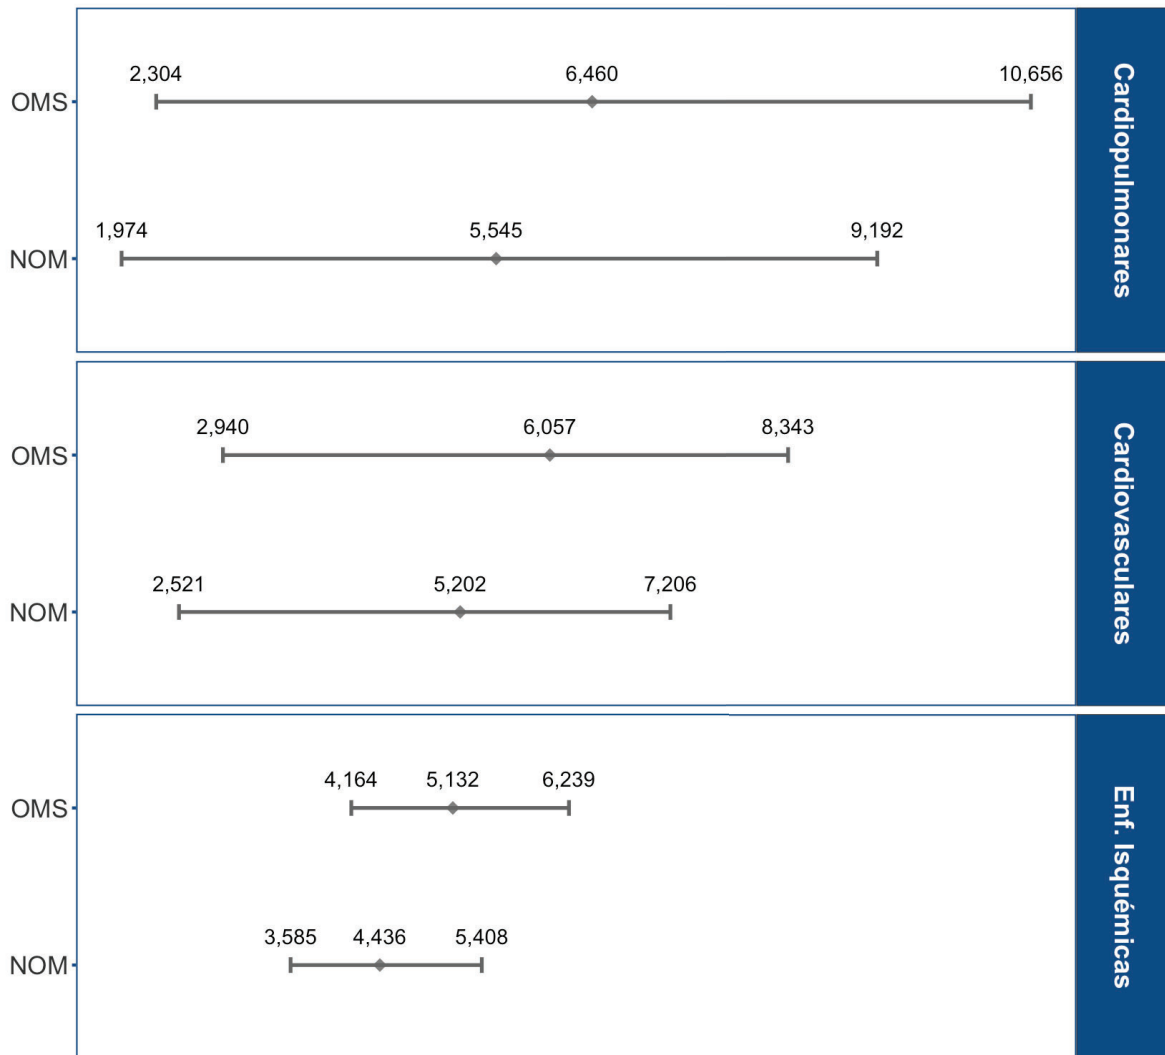 2,304 6,460 10,656
OMS
1,974 5,545 9,192
NOM
Cardiopulmonares
2,940 6,057 8,343
OMS
2,521 5,202 7,206
NOM
Cardiovasculares
4,164 5,132 6,239
OMS
3,585 4,436 5,408
NOM
Enf. Isquémicas